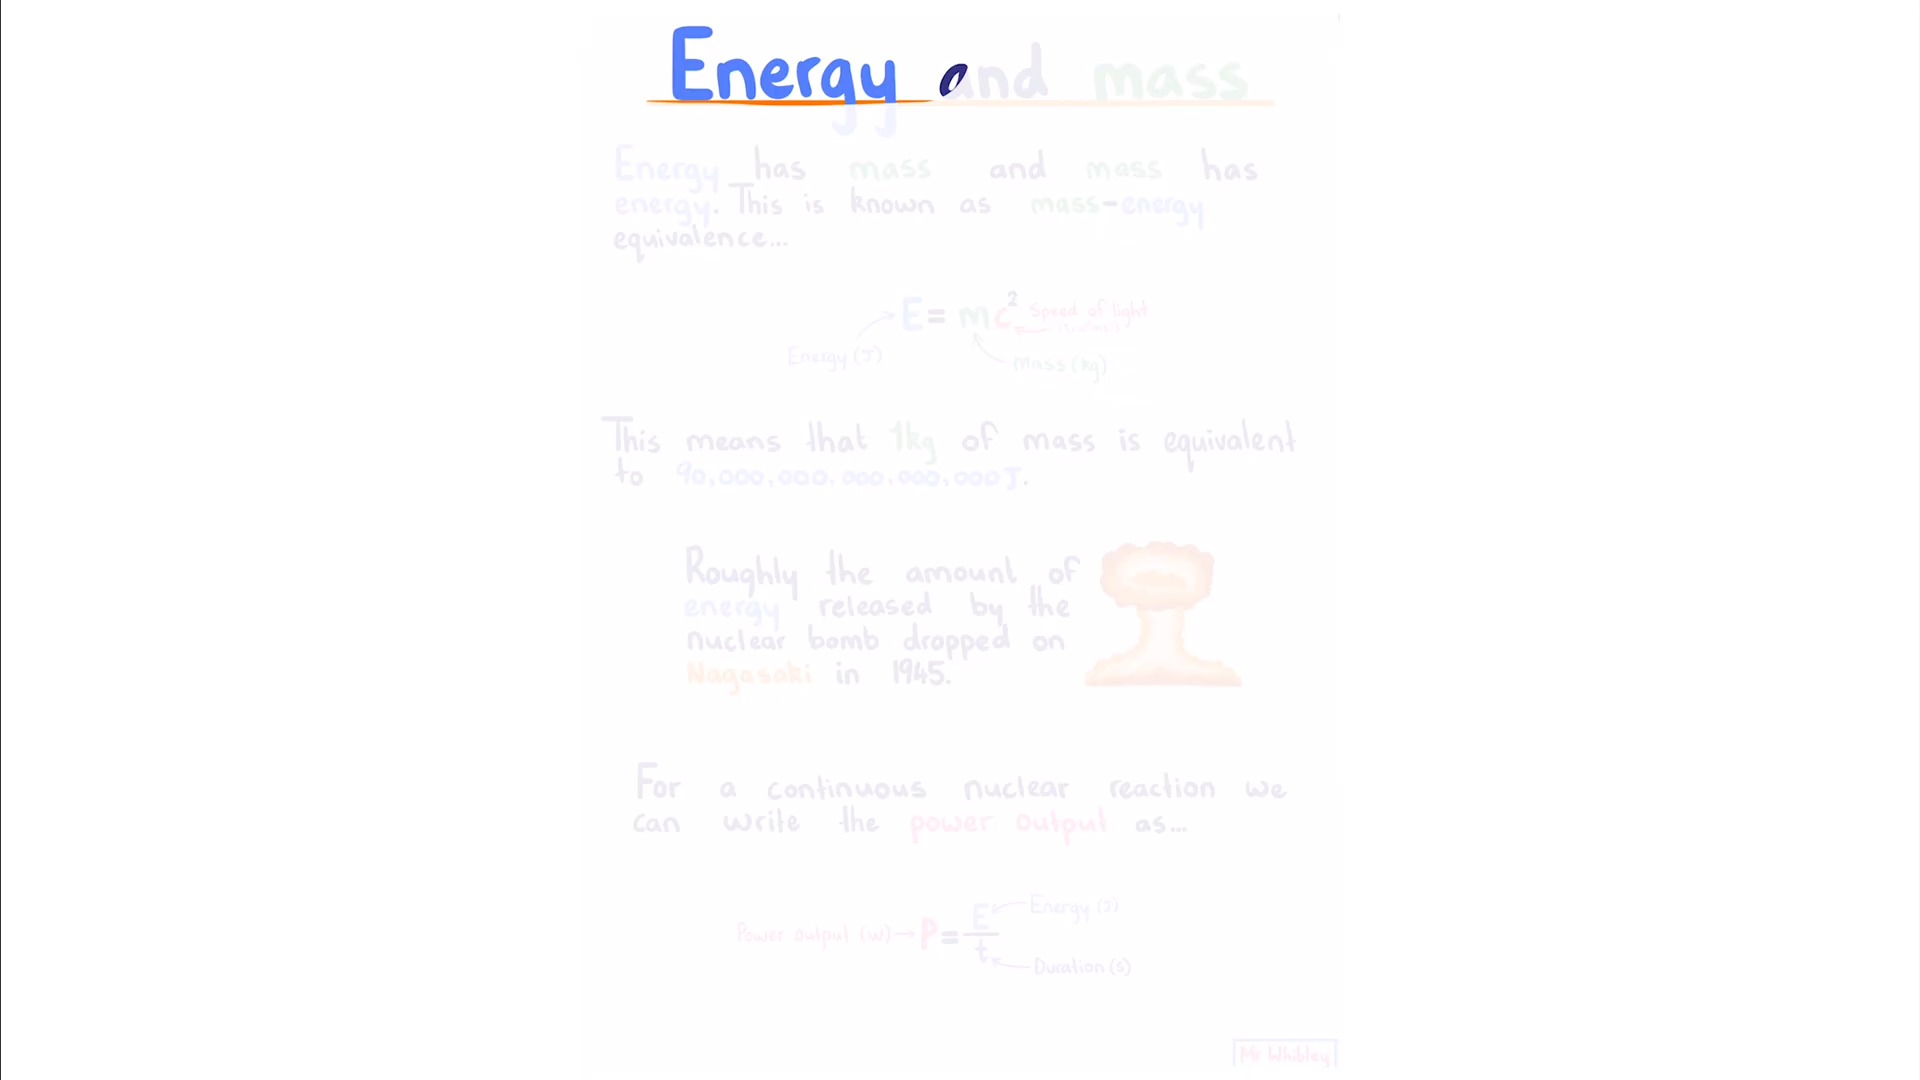 Energy and mass
Energy has mass and mass has
energy. This is known as mass-energy
equivalence...
E = mc² Speed of light
Energy (J)
Mass (kg)
This means that 1kg of mass is equivalent
to 90,000,000,000,000,000J.
Roughly the amount of
energy released by the
nuclear bomb dropped on
Nagasaki in 1945.
For a continuous nuclear reaction we
can write the power output as...
Energy (J)
Power output (W) → P = E/t
Duration (s)
Mr Whibley